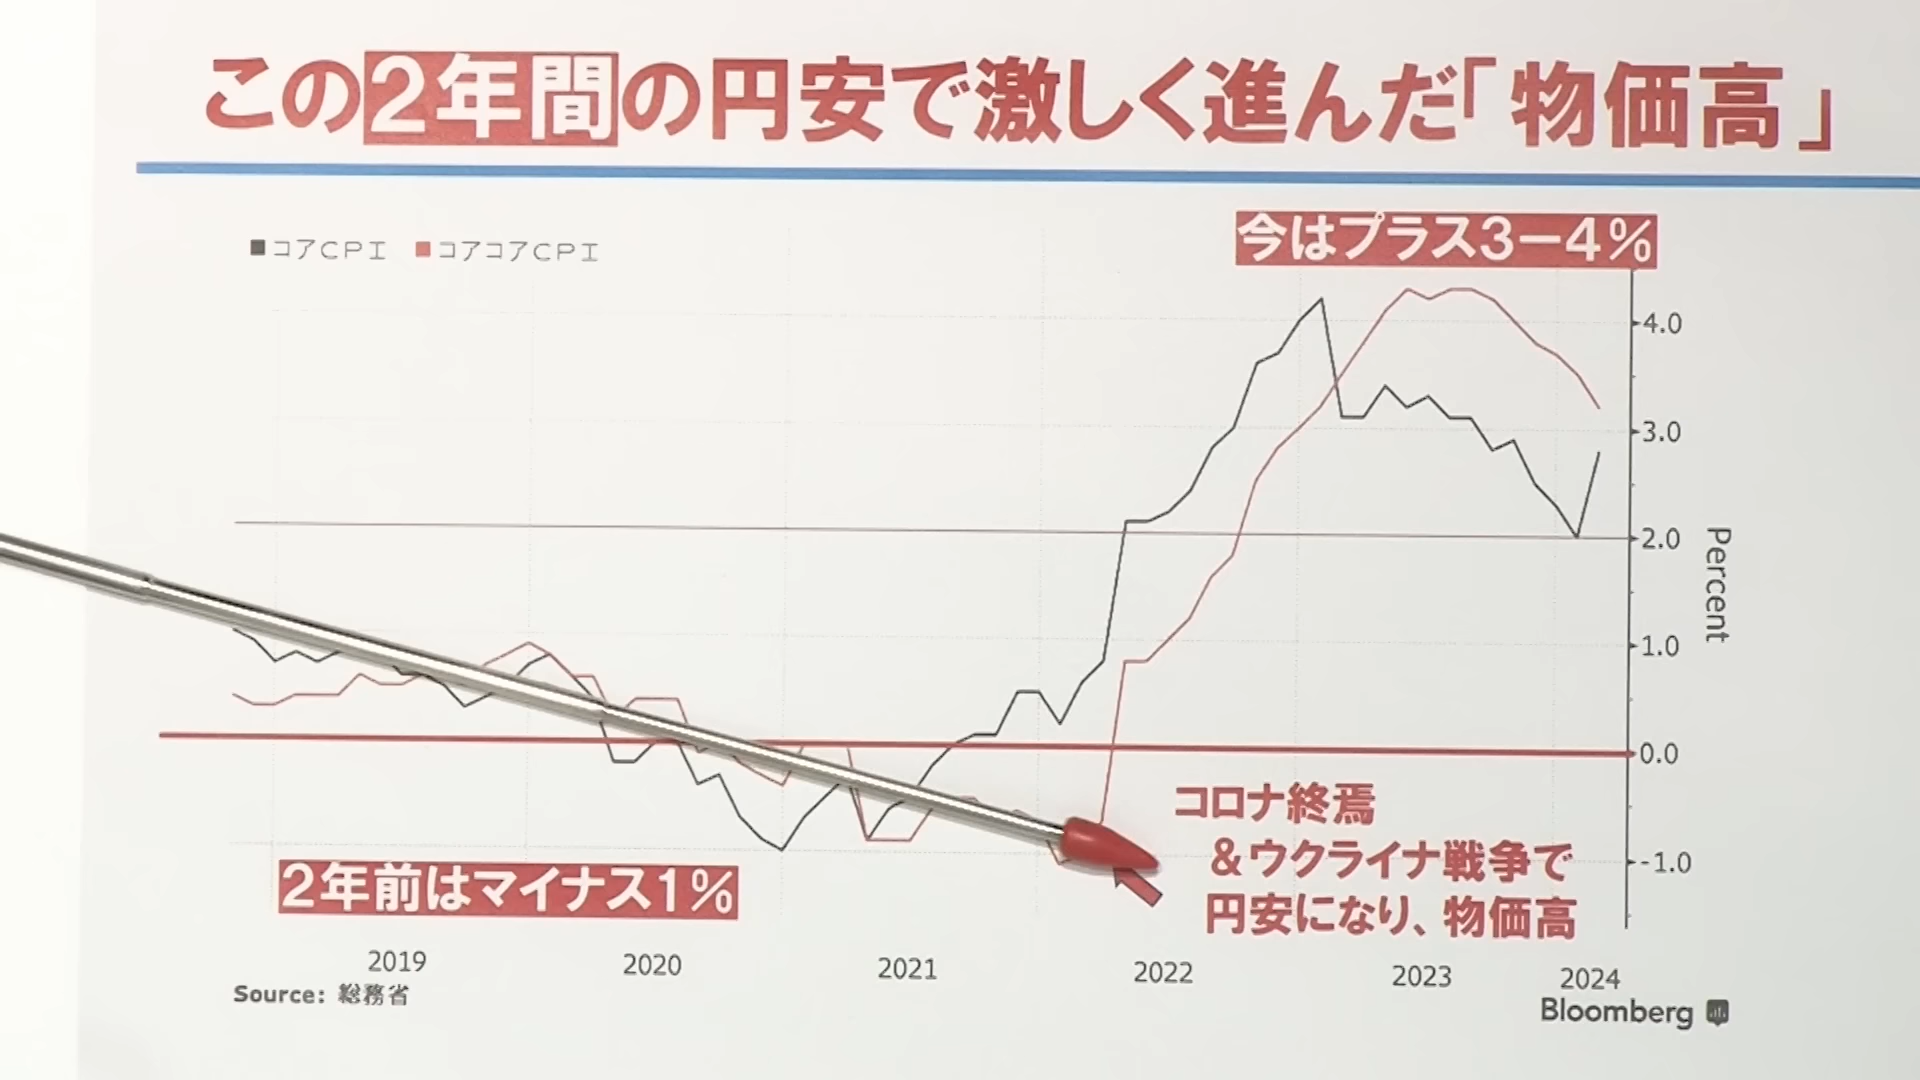 この2年間の円安で激しく進んだ「物価高」
今はプラス3－4％
■コアCPI ■コアコアCPI
4.0
3.0
2.0
1.0
0.0
-1.0
Percent
コロナ終焉
＆ウクライナ戦争で
円安になり、物価高
2年前はマイナス1％
2019 2020 2021 2022 2023 2024
Source: 総務省
Bloomberg